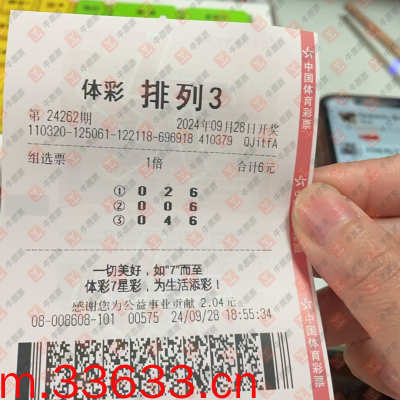 体彩 排列3
第 24262期 2024年09月28日开奖
110320-125061-122118-696918 410379 QJitfA
组选票 1倍 合计6元
① 0 2 6
② 0 0 6
③ 0 4 6
一切美好，如“7”而至
体彩7星彩，为生活添彩！
感谢您为公益事业贡献 2.04元
08-008608-101 00575 24/09/28 18:55:34
中国体育彩票
中国体育彩票
m.33633.cn